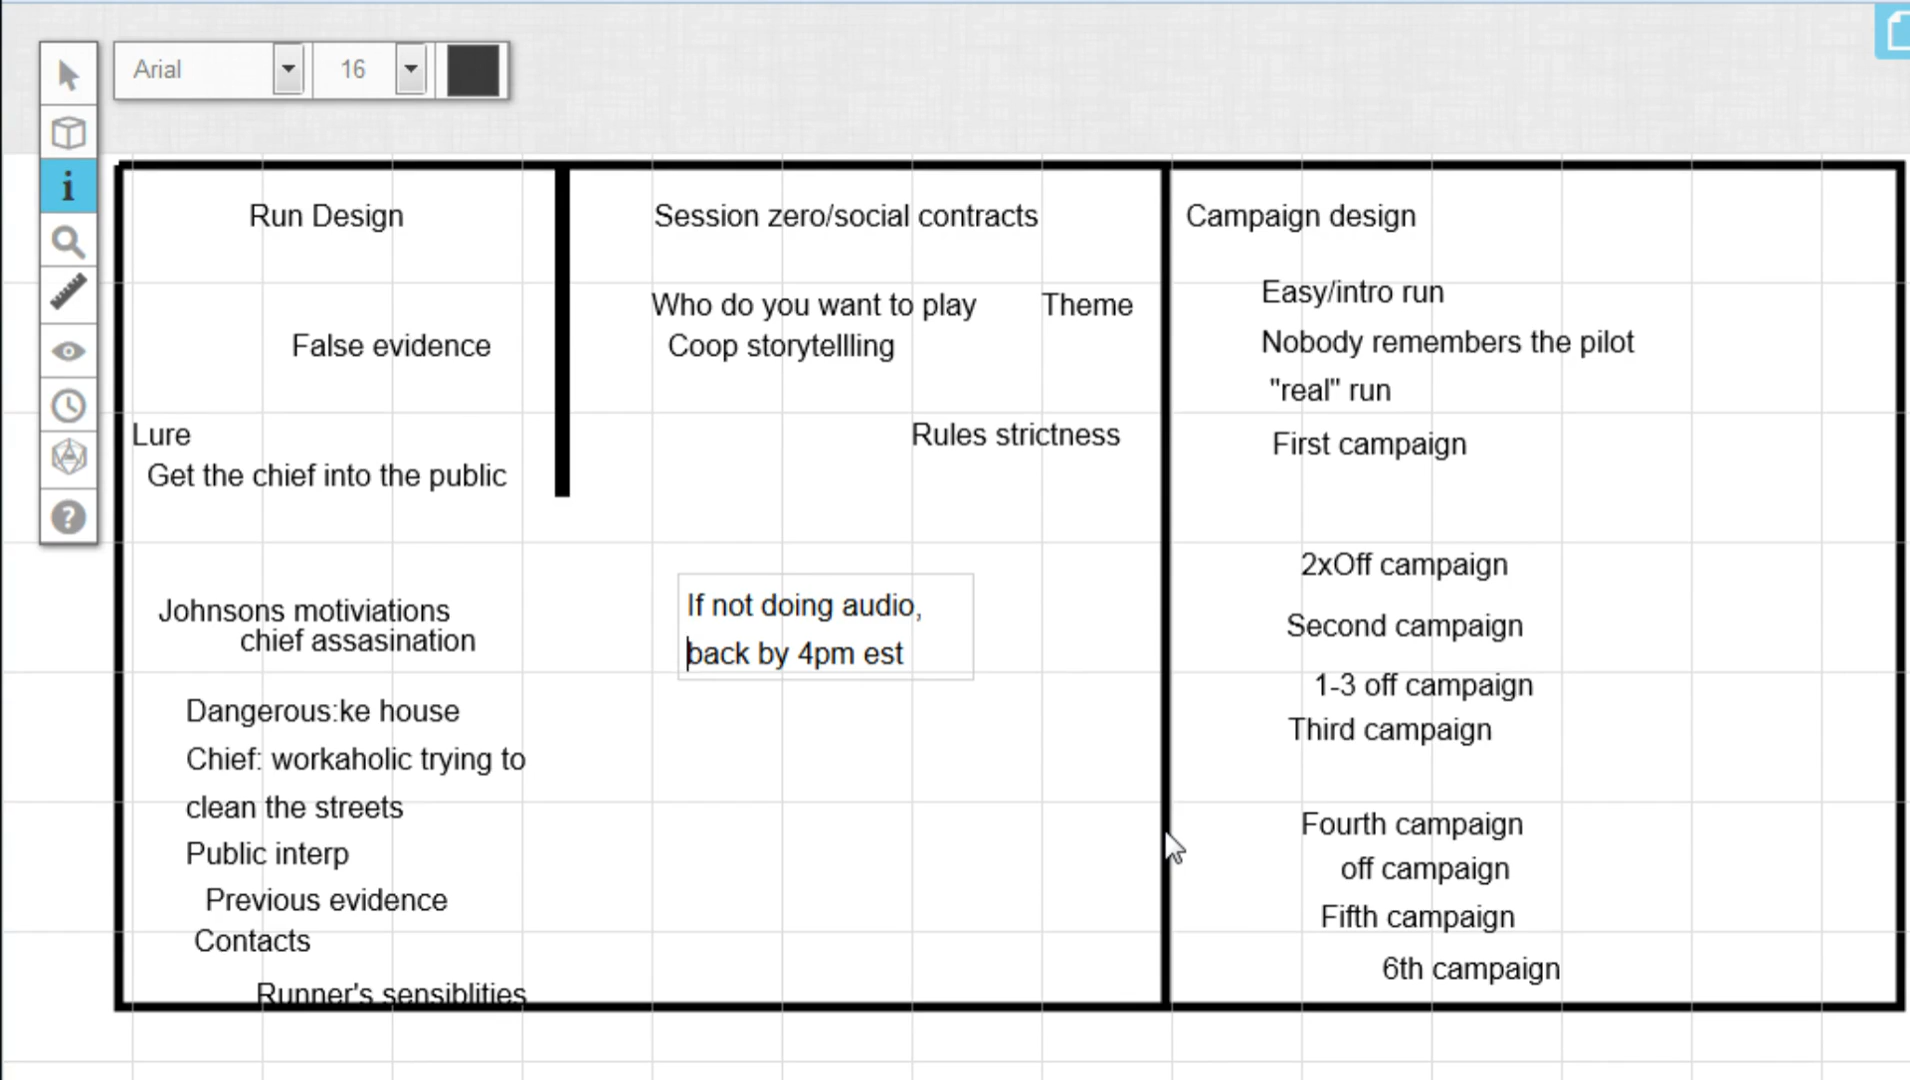 Arial
16
Run Design
False evidence
Lure
Get the chief into the public
Johnsons motiviations
chief assasination
Dangerous:ke house
Chief: workaholic trying to
clean the streets
Public interp
Previous evidence
Contacts
Runner's sensiblities
Session zero/social contracts
Who do you want to play
Theme
Coop storytellling
Rules strictness
If not doing audio,
back by 4pm est
Campaign design
Easy/intro run
Nobody remembers the pilot
"real" run
First campaign
2xOff campaign
Second campaign
1-3 off campaign
Third campaign
Fourth campaign
off campaign
Fifth campaign
6th campaign